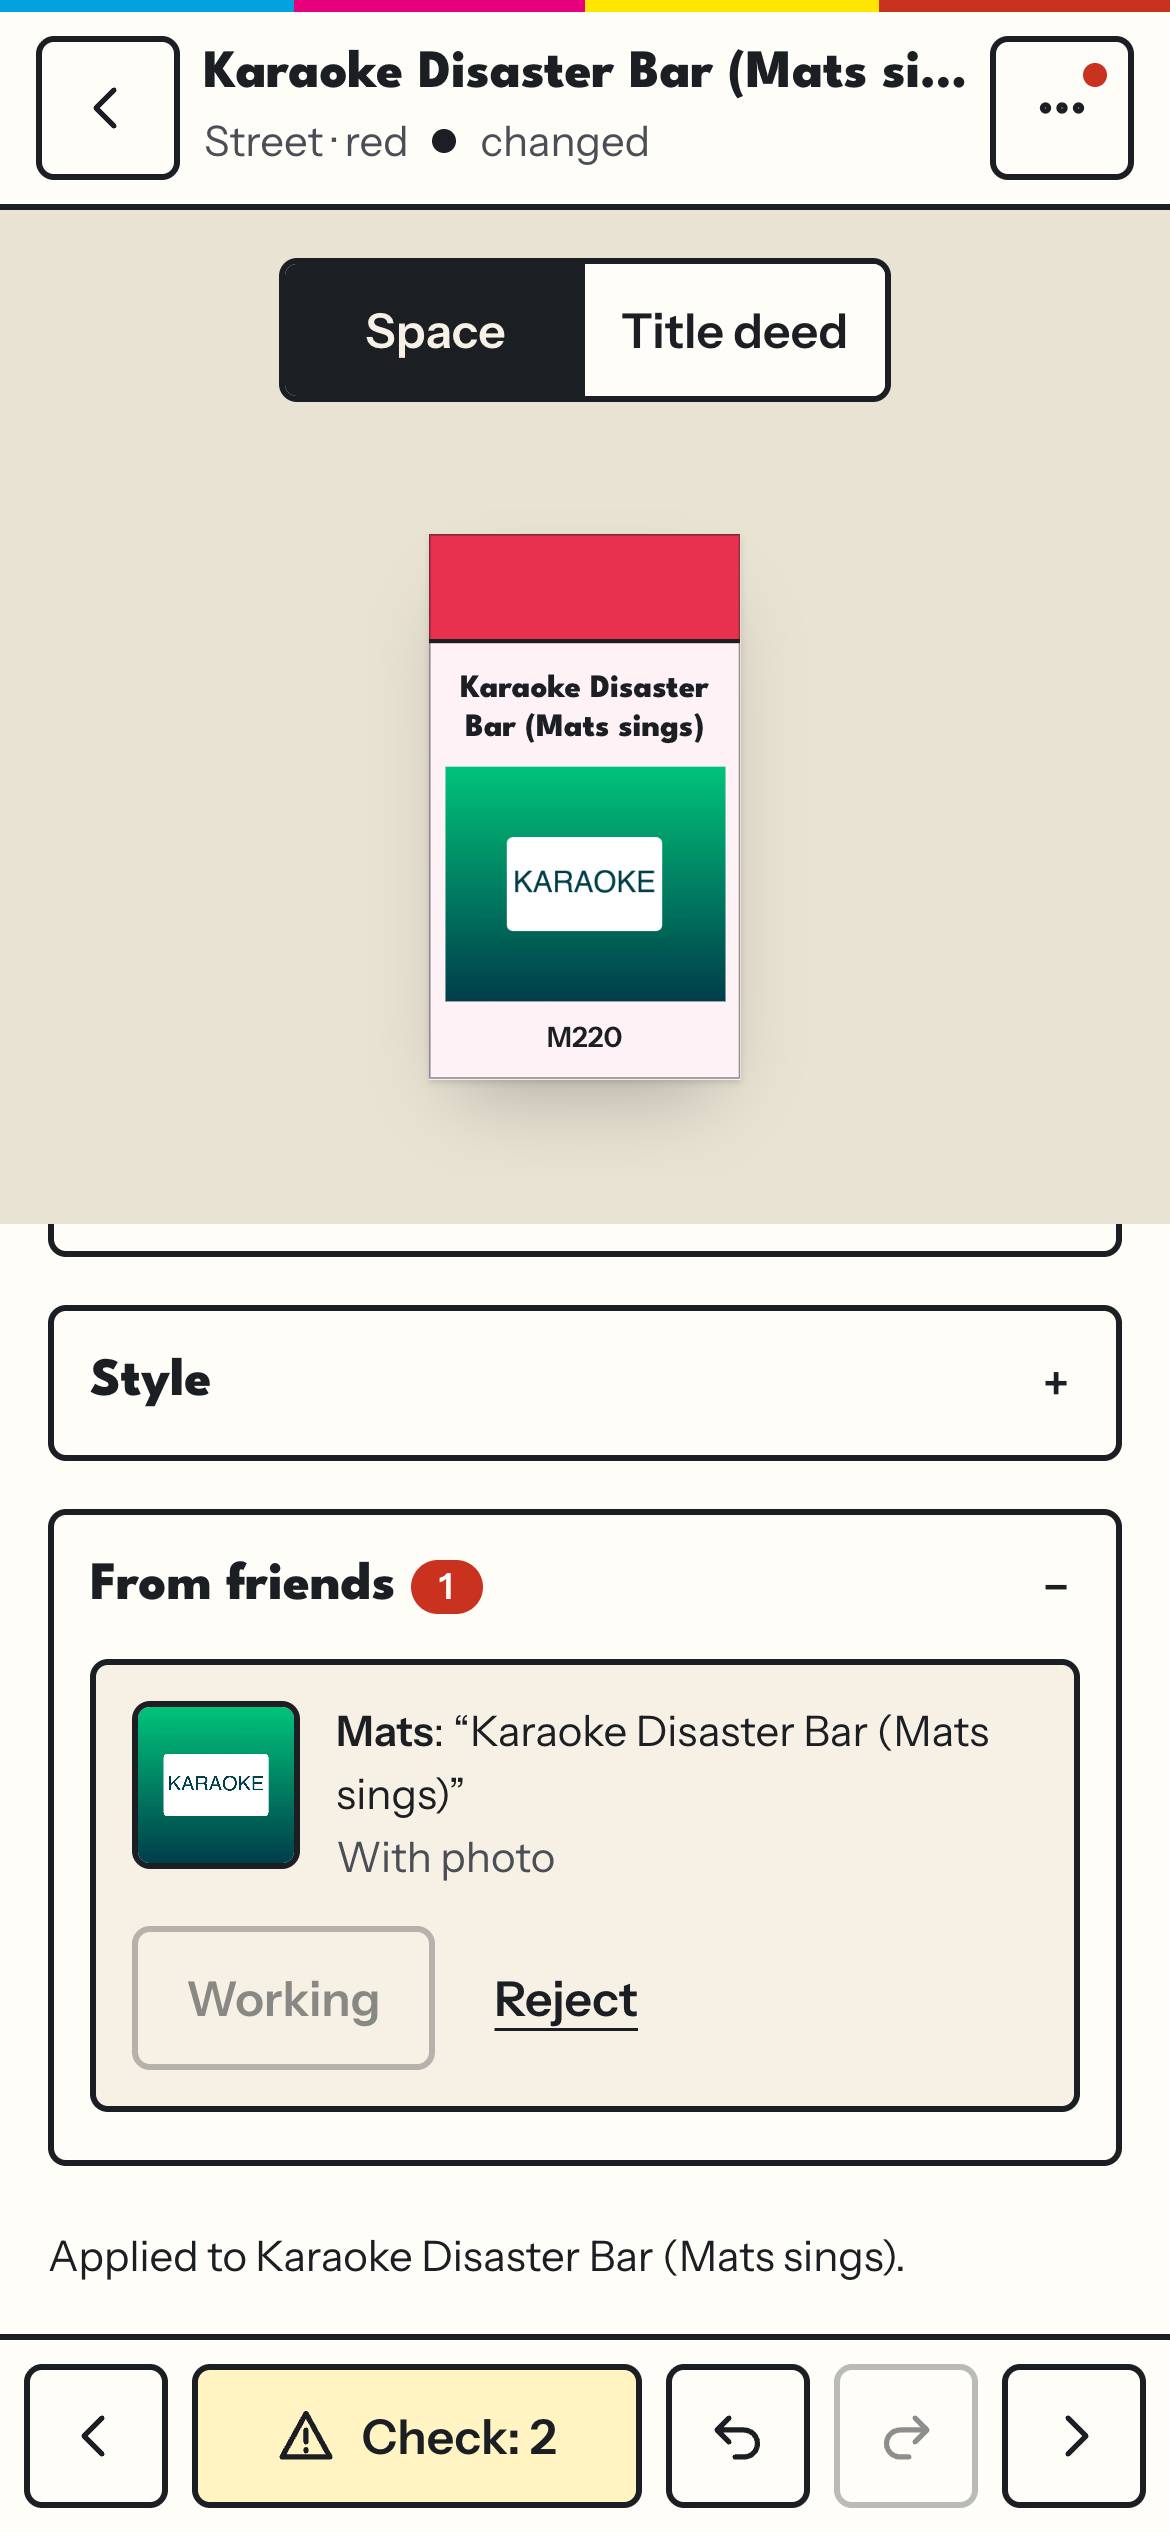 Karaoke Disaster Bar (Mats si...
Street · red ● changed
Space
Title deed
Karaoke Disaster
Bar (Mats sings)
KARAOKE
M220
Style
From friends 1
KARAOKE
Mats: “Karaoke Disaster Bar (Mats
sings)”
With photo
Working
Reject
Applied to Karaoke Disaster Bar (Mats sings).
Check: 2